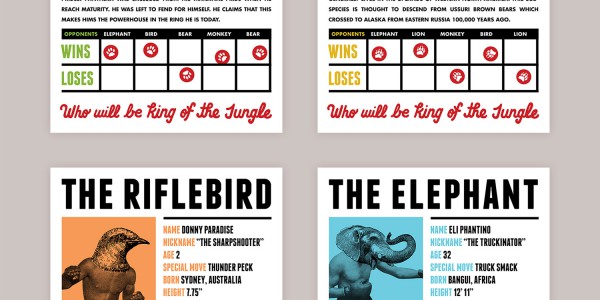 REACH MATURITY. HE WAS LEFT TO FEND FOR HIMSELF. HE CLAIMS THAT THIS
MAKES HIMS THE POWERHOUSE IN THE RING HE IS TODAY.
OPPONENTS ELEPHANT BIRD BEAR MONKEY BEAR
WINS
LOSES
Who will be King of the Jungle
SPECIES IS THOUGHT TO DESCEND FROM USSURI BROWN BEARS WHICH
CROSSED TO ALASKA FROM EASTERN RUSSIA 100,000 YEARS AGO.
OPPONENTS ELEPHANT LION MONKEY BIRD LION
WINS
LOSES
Who will be King of the Jungle
THE RIFLEBIRD
NAME DONNY PARADISE
NICKNAME "THE SHARPSHOOTER"
AGE 2
SPECIAL MOVE THUNDER PECK
BORN SYDNEY, AUSTRALIA
HEIGHT 7.75"
THE ELEPHANT
NAME ELI PHANTINO
NICKNAME "THE TRUCKINATOR"
AGE 32
SPECIAL MOVE TRUCK SMACK
BORN BANGUI, AFRICA
HEIGHT 12' 11"